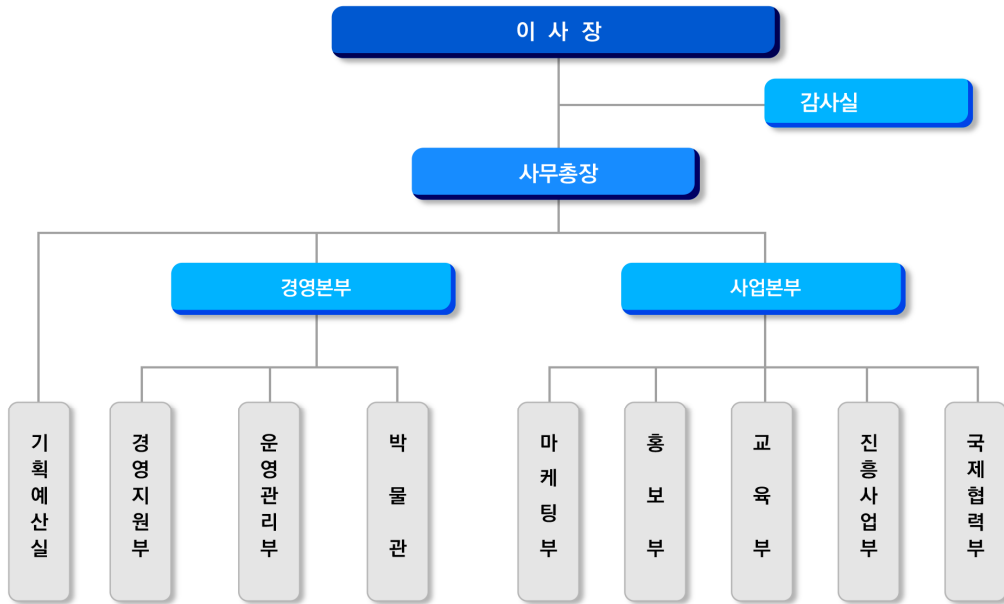 이 사 장
감사실
사무총장
경영본부
사업본부
기획예산실
경영지원부
운영관리부
박물관
마케팅부
홍보부
교육부
진흥사업부
국제협력부